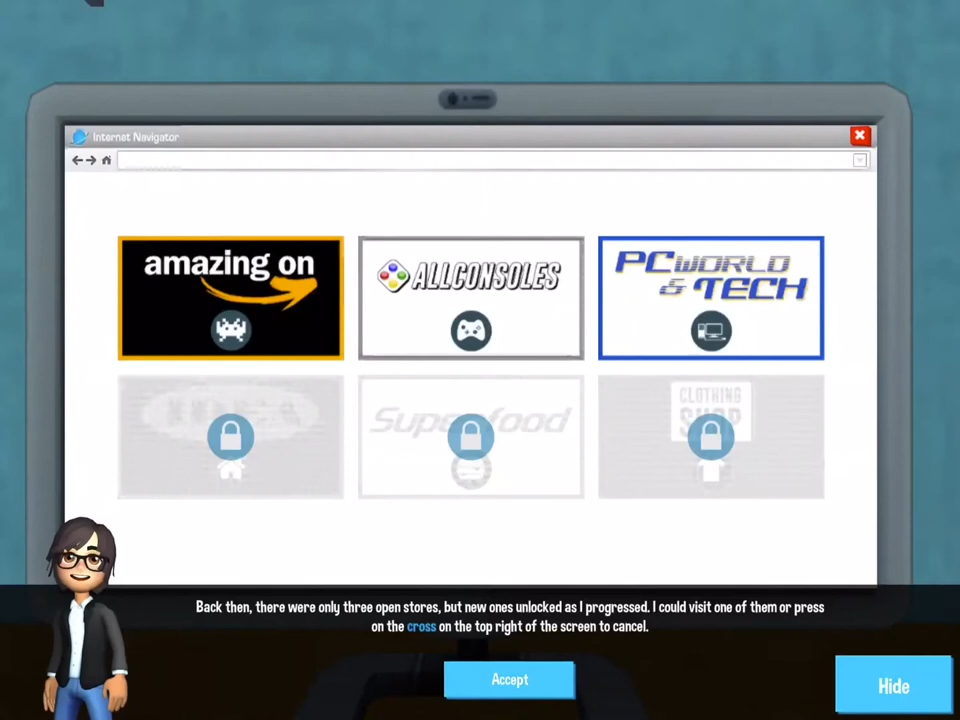 Internet Navigator
amazing on
ALLCONSOLES
PCWORLD
& TECH
Superfood
CLOTHING
SHOP
Back then, there were only three open stores, but new ones unlocked as I progressed. I could visit one of them or press
on the cross on the top right of the screen to cancel.
Accept
Hide